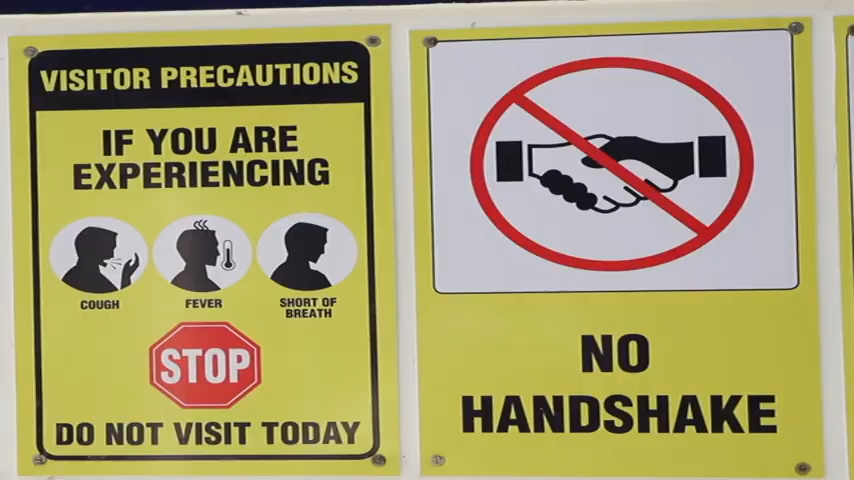 VISITOR PRECAUTIONS
IF YOU ARE
EXPERIENCING
COUGH
FEVER
SHORT OF
BREATH
STOP
DO NOT VISIT TODAY
NO
HANDSHAKE